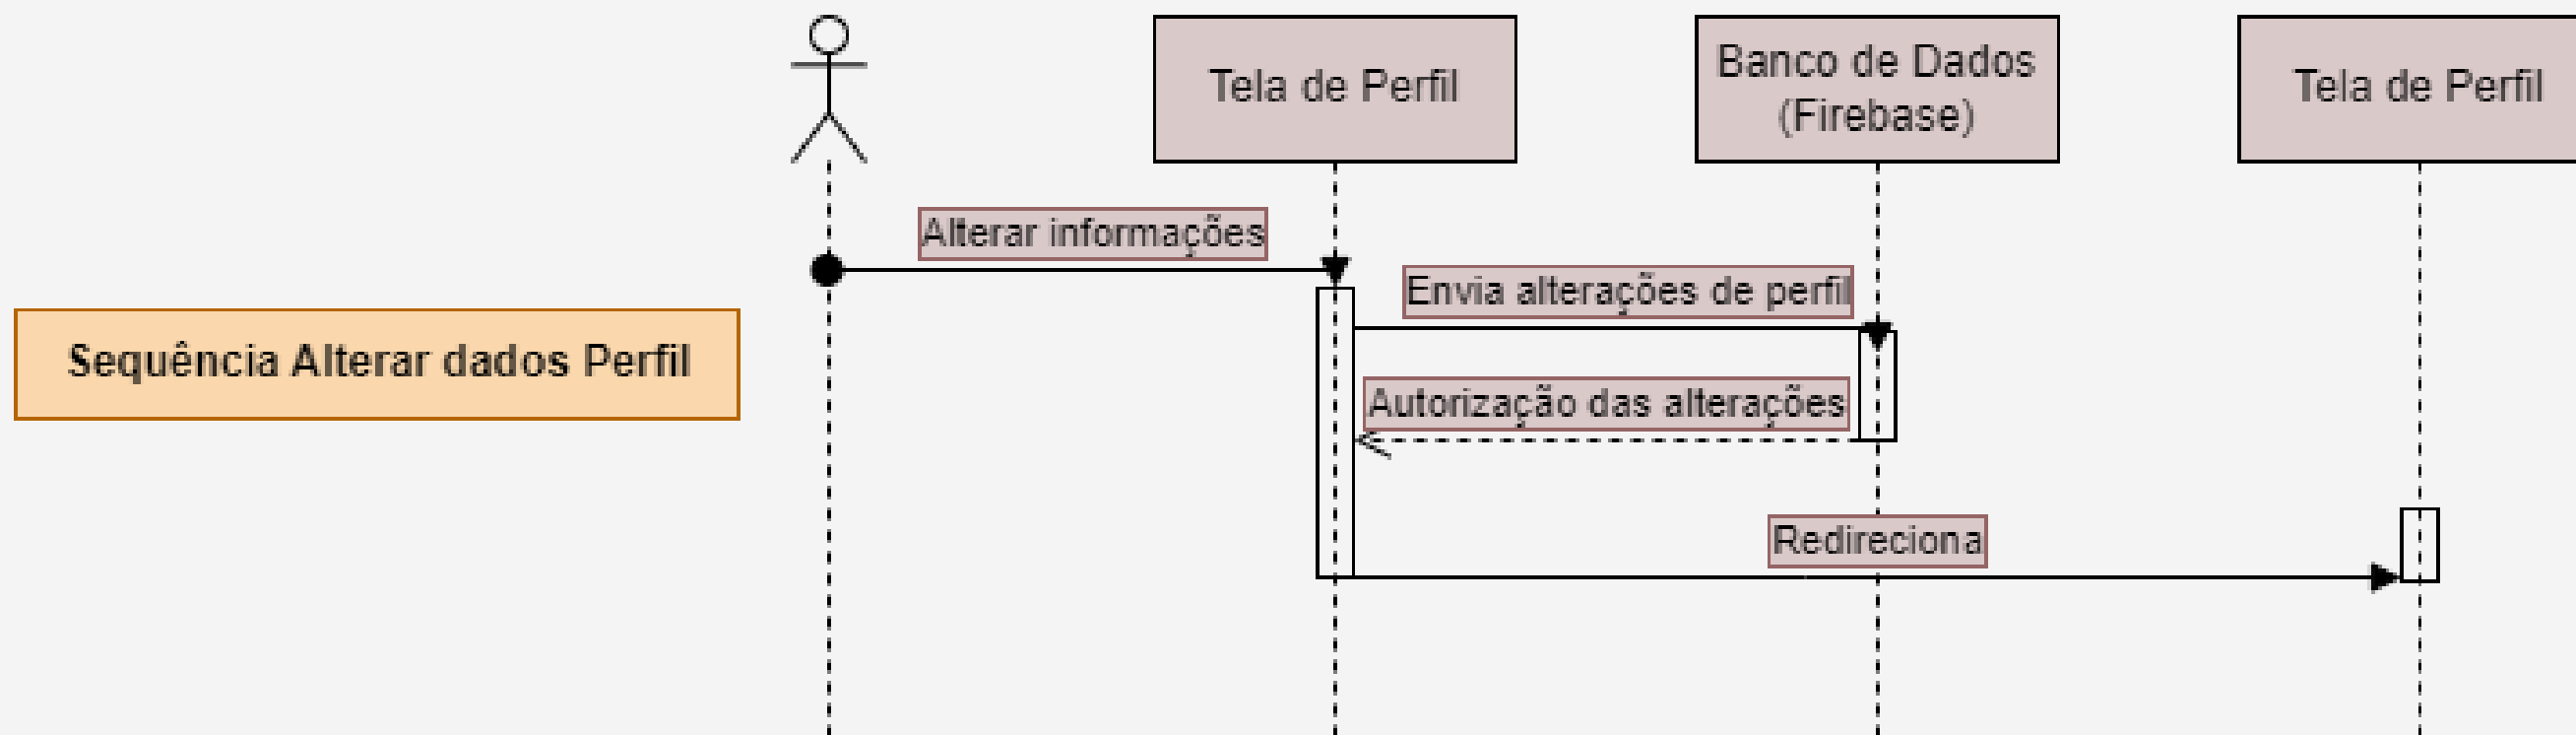 Tela de Perfil
Banco de Dados
(Firebase)
Tela de Perfil
Alterar informações
Envia alterações de perfil
Sequência Alterar dados Perfil
Autorização das alterações
Redireciona